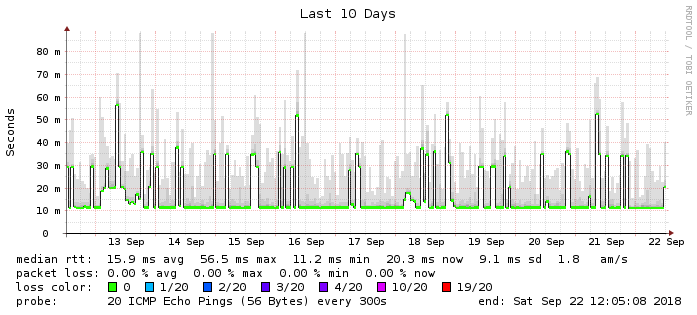 Last 10 Days
RRDTOOL / TOBI OETIKER
Seconds
80 m
70 m
60 m
50 m
40 m
30 m
20 m
10 m
0
13 Sep 14 Sep 15 Sep 16 Sep 17 Sep 18 Sep 19 Sep 20 Sep 21 Sep 22 Sep
median rtt: 15.9 ms avg 56.5 ms max 11.2 ms min 20.3 ms now 9.1 ms sd 1.8 am/s
packet loss: 0.00 % avg 0.00 % max 0.00 % min 0.00 % now
loss color: 0 1/20 2/20 3/20 4/20 10/20 19/20
probe: 20 ICMP Echo Pings (56 Bytes) every 300s end: Sat Sep 22 12:05:08 2018